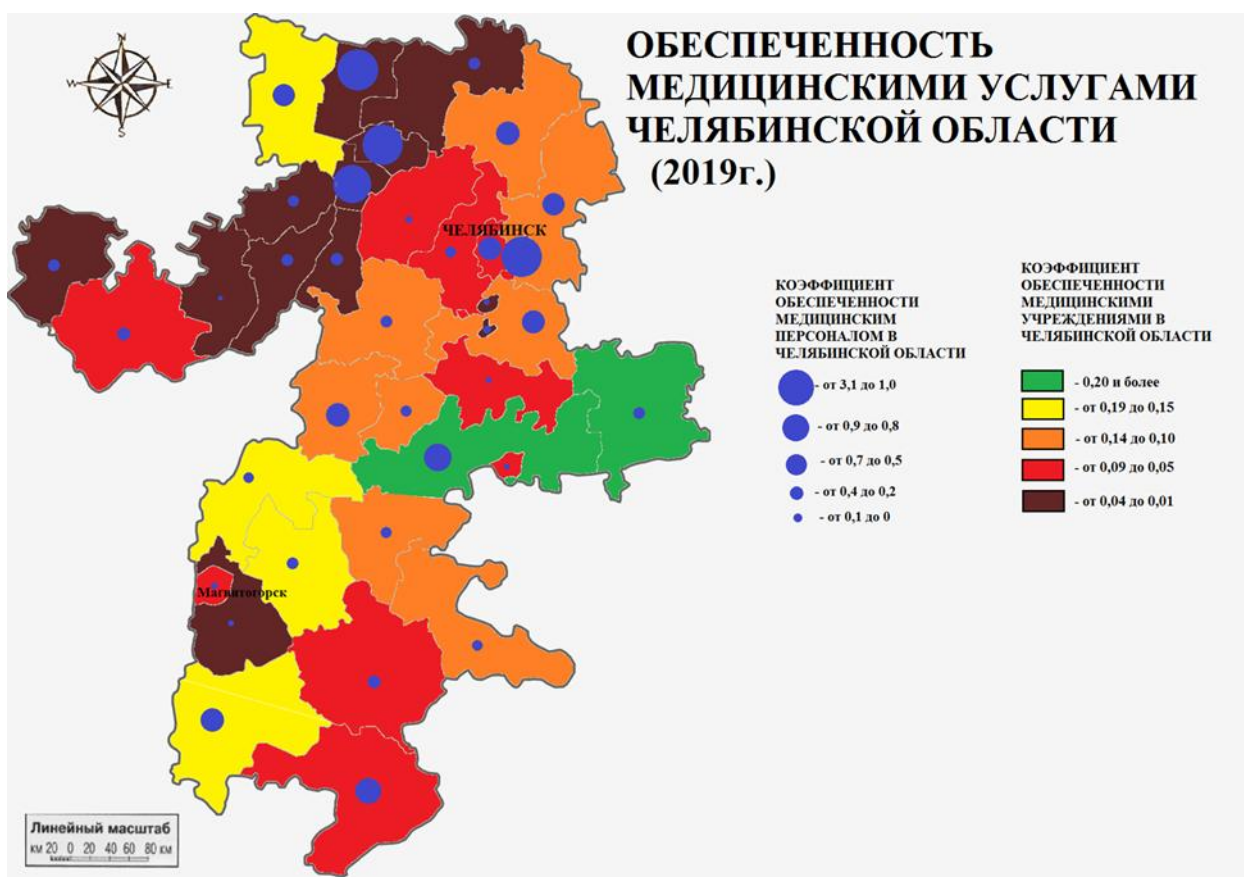 ОБЕСПЕЧЕННОСТЬ
МЕДИЦИНСКИМИ УСЛУГАМИ
ЧЕЛЯБИНСКОЙ ОБЛАСТИ
(2019г.)
N
W
E
S
ЧЕЛЯБИНСК
Магнитогорск
КОЭФФИЦИЕНТ
ОБЕСПЕЧЕННОСТИ
МЕДИЦИНСКИМ
ПЕРСОНАЛОМ В
ЧЕЛЯБИНСКОЙ ОБЛАСТИ
- от 3,1 до 1,0
- от 0,9 до 0,8
- от 0,7 до 0,5
- от 0,4 до 0,2
- от 0,1 до 0
КОЭФФИЦИЕНТ
ОБЕСПЕЧЕННОСТИ
МЕДИЦИНСКИМИ
УЧРЕЖДЕНИЯМИ В
ЧЕЛЯБИНСКОЙ ОБЛАСТИ
- 0,20 и более
- от 0,19 до 0,15
- от 0,14 до 0,10
- от 0,09 до 0,05
- от 0,04 до 0,01
Линейный масштаб
км 20 0 20 40 60 80 км